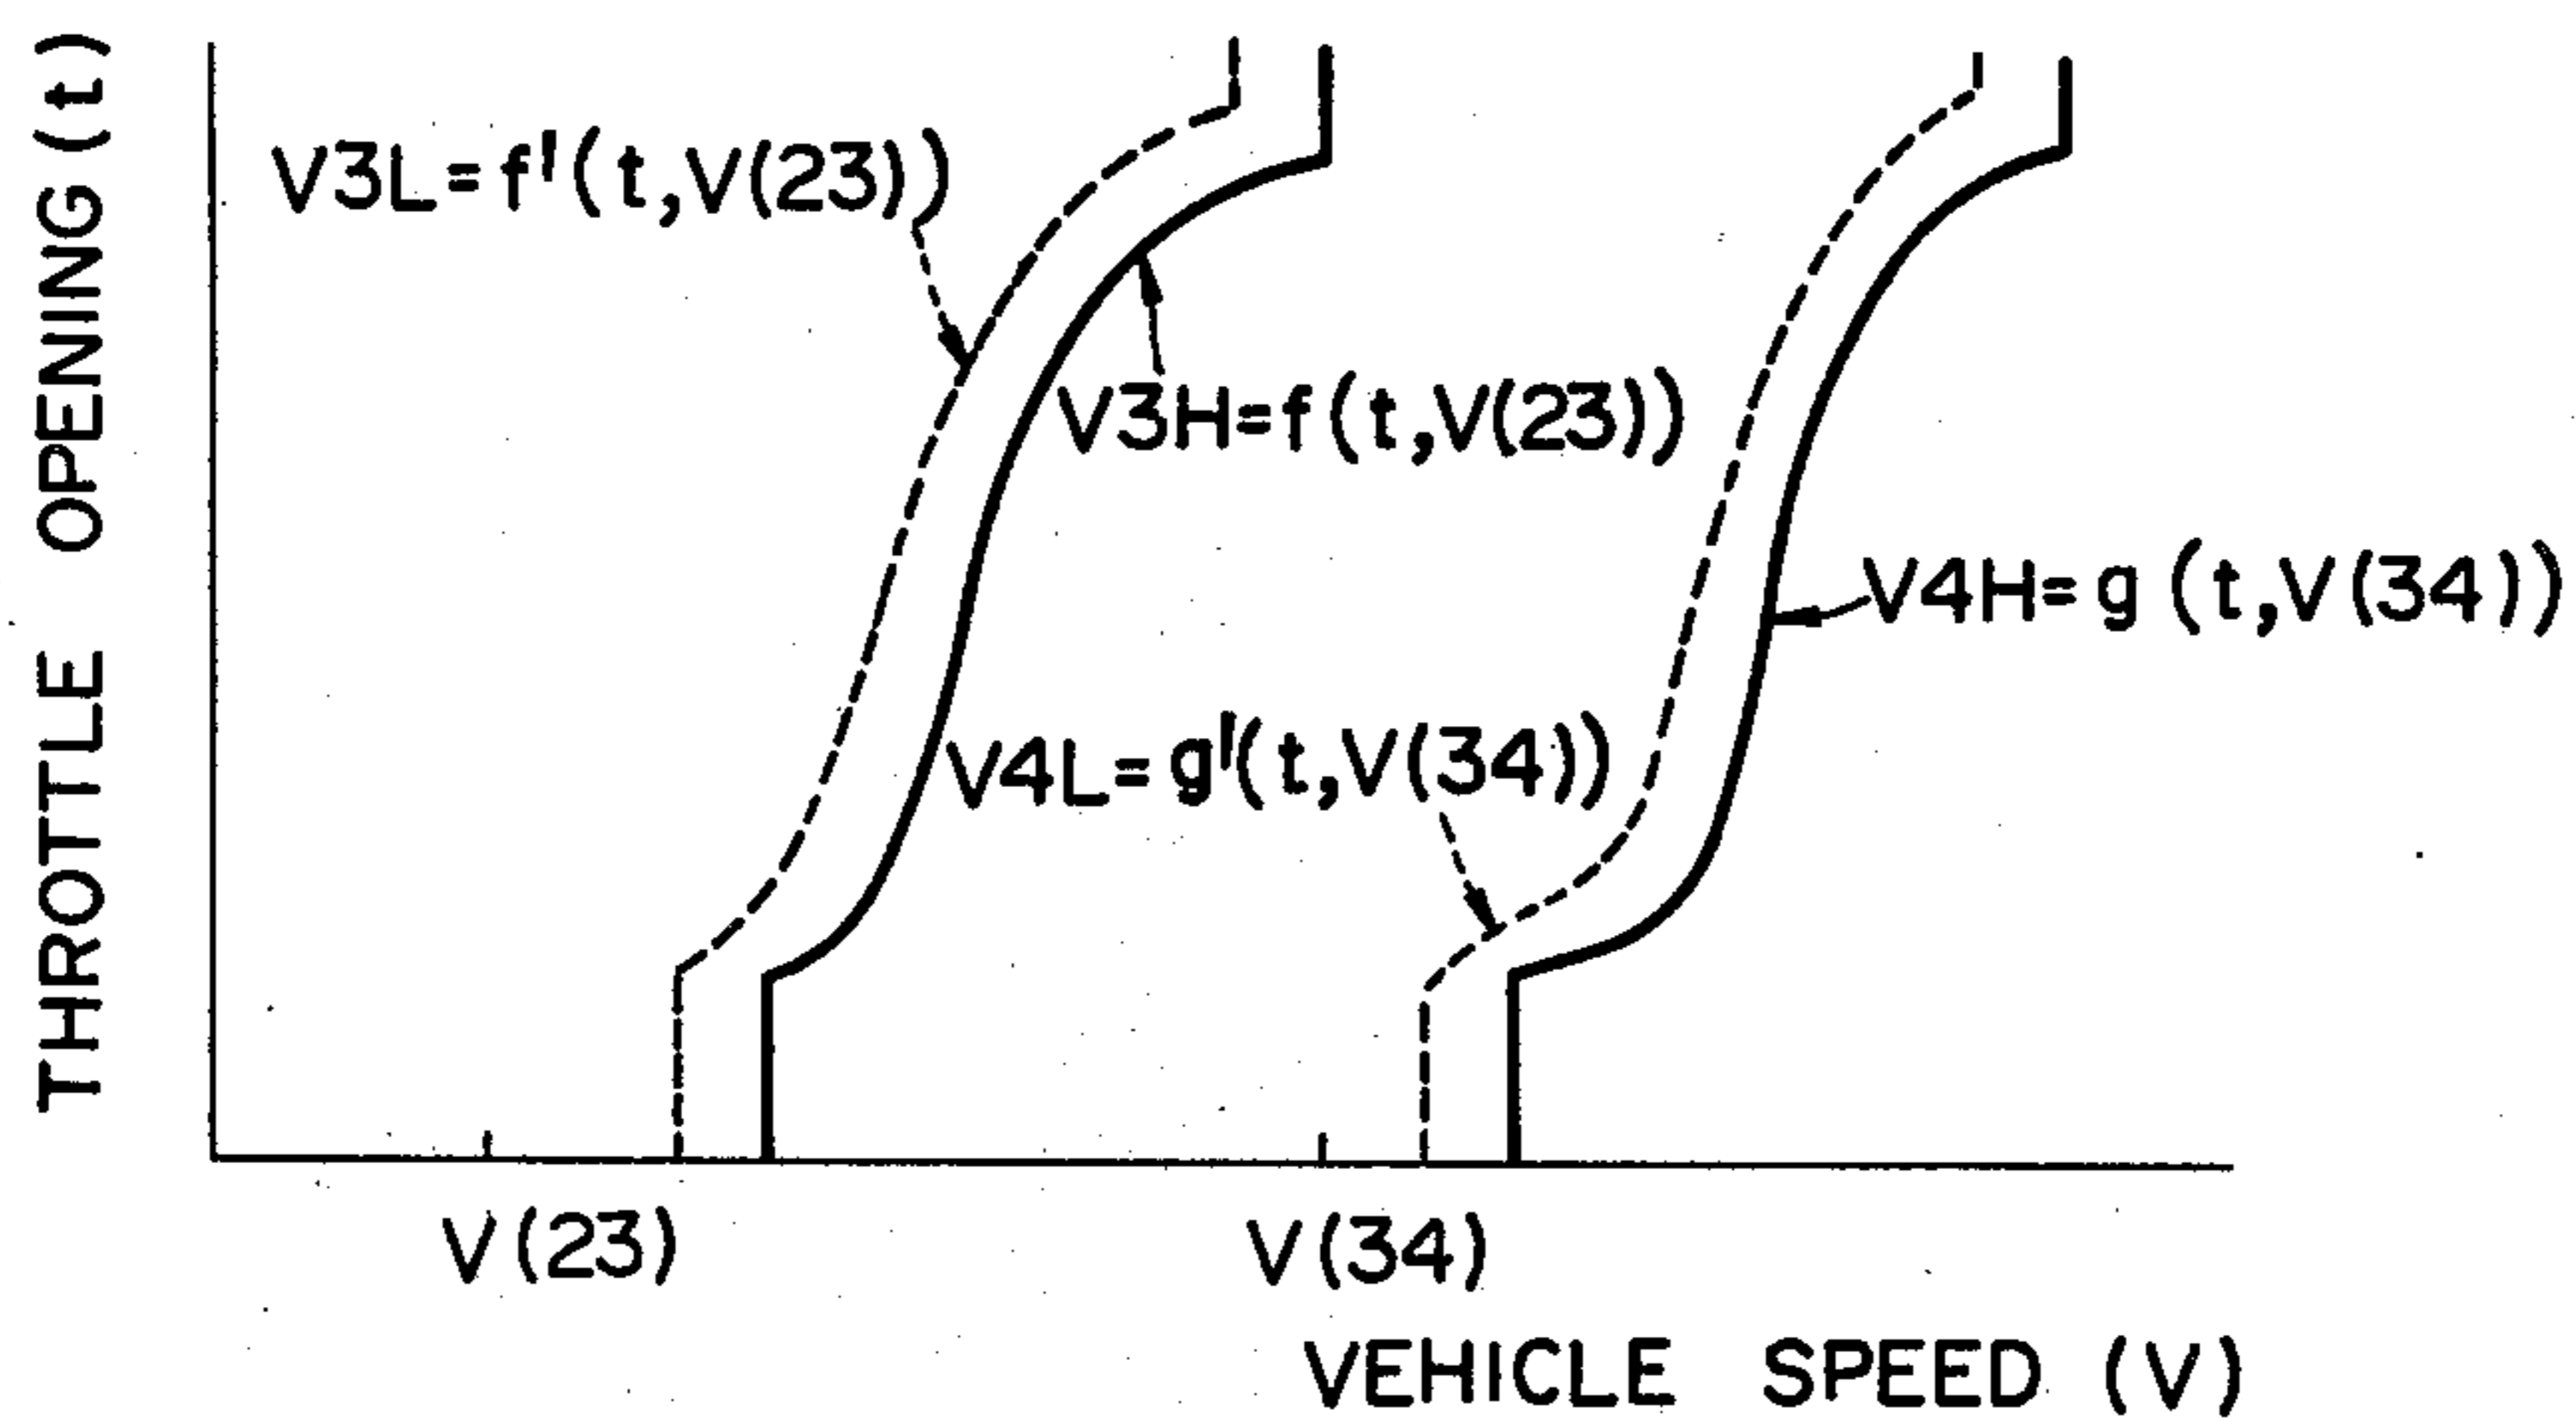 THROTTLE OPENING (t)
V3L=f'(t,V(23))
V3H=f(t,V(23))
V4H=g(t,V(34))
V4L=g'(t,V(34))
V(23)
V(34)
VEHICLE SPEED (V)